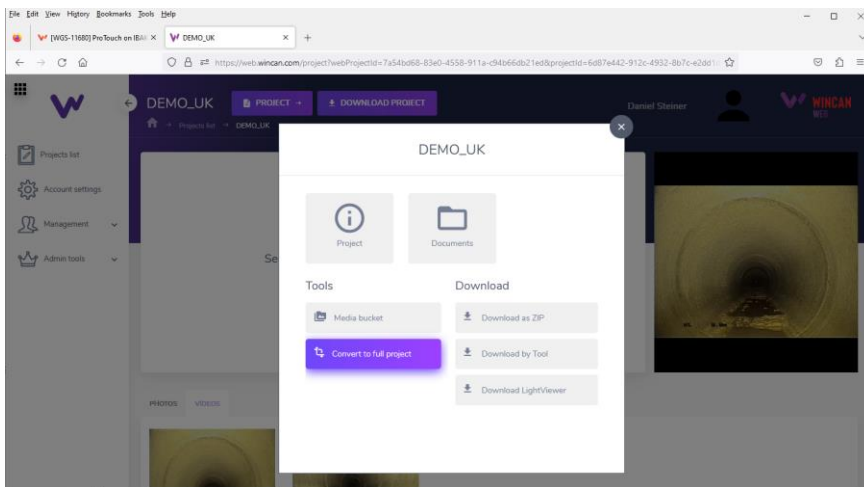 File Edit View History Bookmarks Tools Help
[WGS-11680] ProTouch on IBAK
DEMO_UK
https://web.wincan.com/project?webProjectId=7a54bd68-83e0-4558-911a-c94b66db21ed&projectId=6d87e442-912c-4932-8b7c-e2dd1
DEMO_UK
PROJECT
DOWNLOAD PROJECT
Daniel Steiner
WINCAN
WEB
Projects list
DEMO_UK
DEMO_UK
Projects list
Account settings
Management
Admin tools
Se
Project
Documents
Tools
Download
Media bucket
Download as ZIP
Convert to full project
Download by Tool
Download LightViewer
PHOTOS
VIDEOS